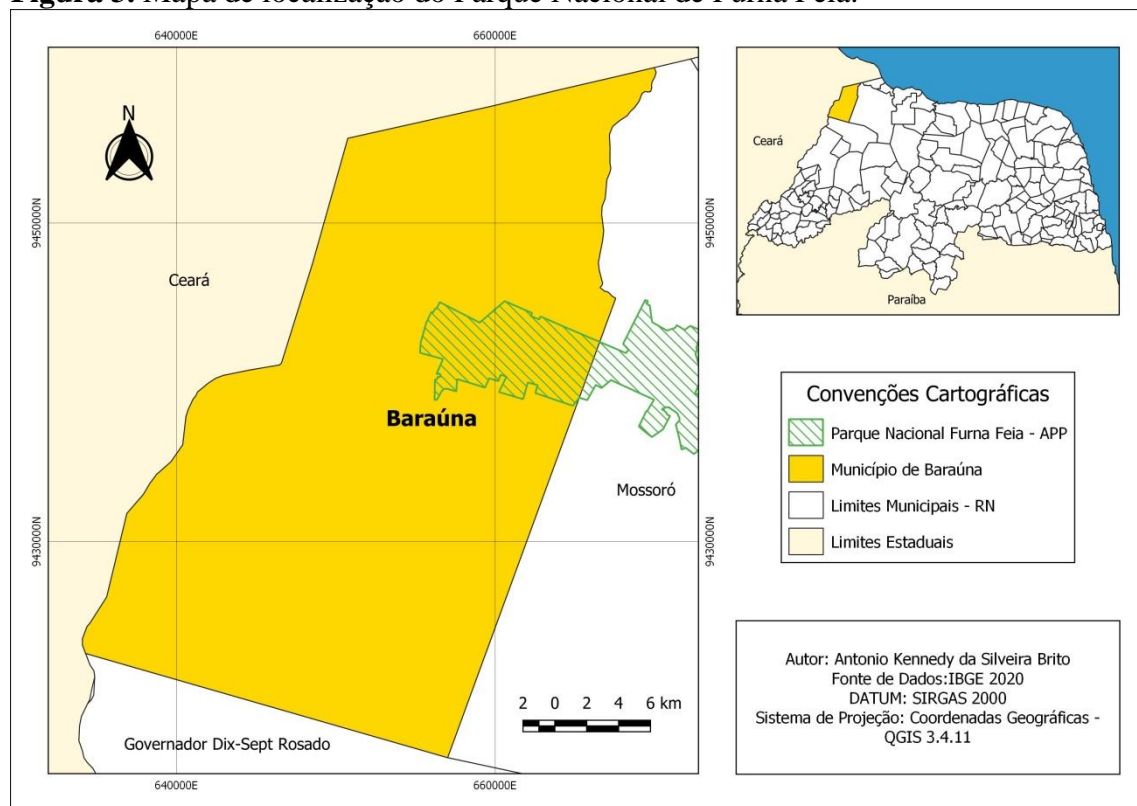 Figura 3. Mapa de localização do Parque Nacional de Furna Feia.
640000E
660000E
N
Ceará
9450000N
9450000N
Baraúna
Mossoró
9430000N
9430000N
2 0 2 4 6 km
Governador Dix-Sept Rosado
640000E
660000E
Ceará
Paraíba
Convenções Cartográficas
Parque Nacional Furna Feia - APP
Município de Baraúna
Limites Municipais - RN
Limites Estaduais
Autor: Antonio Kennedy da Silveira Brito
Fonte de Dados:IBGE 2020
DATUM: SIRGAS 2000
Sistema de Projeção: Coordenadas Geográficas -
QGIS 3.4.11